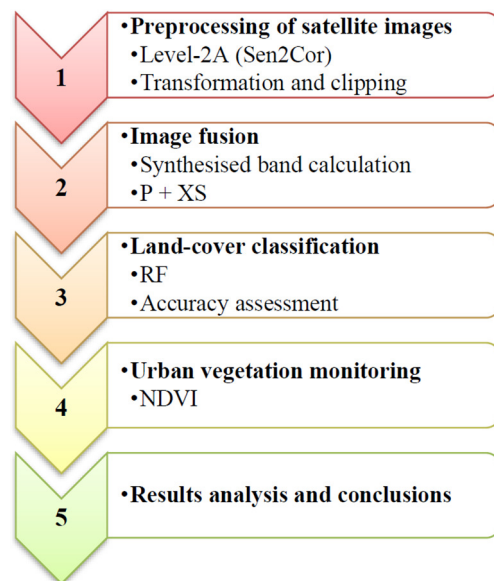 1
•Preprocessing of satellite images
•Level-2A (Sen2Cor)
•Transformation and clipping
2
•Image fusion
•Synthesised band calculation
•P + XS
3
•Land-cover classification
•RF
•Accuracy assessment
4
•Urban vegetation monitoring
•NDVI
5
•Results analysis and conclusions